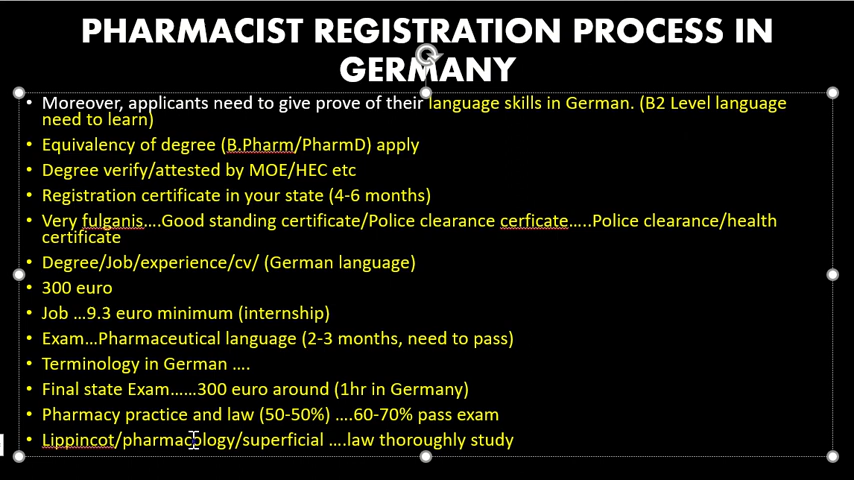 PHARMACIST REGISTRATION PROCESS IN
GERMANY
• Moreover, applicants need to give prove of their language skills in German. (B2 Level language
need to learn)
• Equivalency of degree (B.Pharm/PharmD) apply
• Degree verify/attested by MOE/HEC etc
• Registration certificate in your state (4-6 months)
• Very fulganis....Good standing certificate/Police clearance cerficate.....Police clearance/health
certificate
• Degree/Job/experience/cv/ (German language)
• 300 euro
• Job ...9.3 euro minimum (internship)
• Exam...Pharmaceutical language (2-3 months, need to pass)
• Terminology in German ....
• Final state Exam......300 euro around (1hr in Germany)
• Pharmacy practice and law (50-50%) ....60-70% pass exam
• Lippincot/pharmacology/superficial ....law thoroughly study